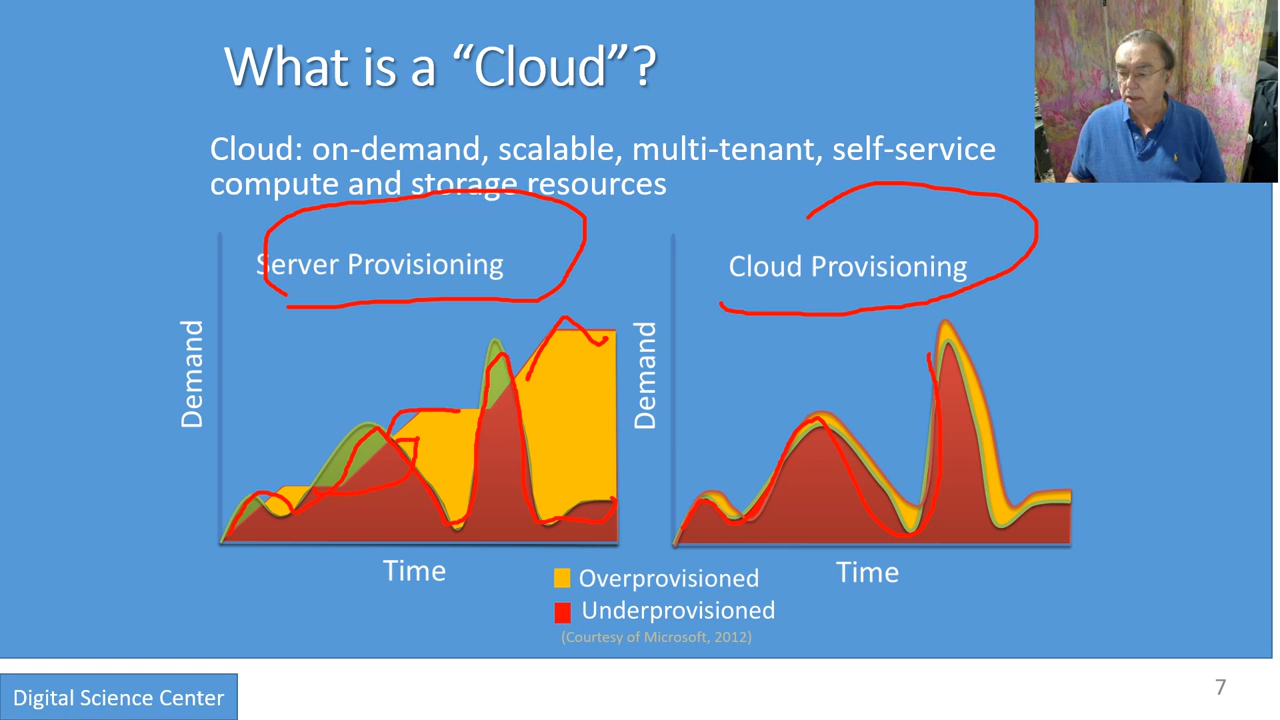 What is a “Cloud”?
Cloud: on-demand, scalable, multi-tenant, self-service
compute and storage resources
Server Provisioning
Cloud Provisioning
Demand
Demand
Time
Time
Overprovisioned
Underprovisioned
(Courtesy of Microsoft, 2012)
Digital Science Center
7